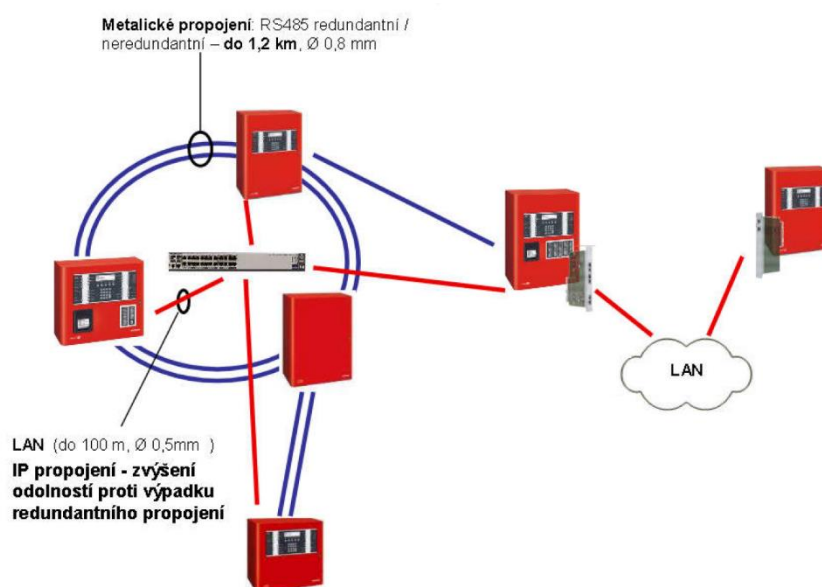 Metalické propojení: RS485 redundantní /
neredundantní – do 1,2 km, Ø 0,8 mm
LAN
LAN (do 100 m, Ø 0,5mm )
IP propojení - zvýšení
odolností proti výpadku
redundantního propojení